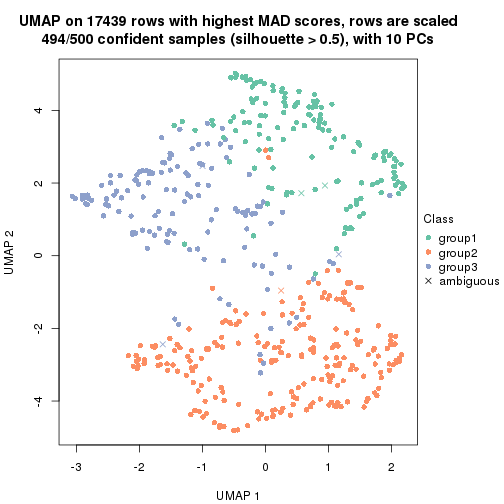 UMAP on 17439 rows with highest MAD scores, rows are scaled
494/500 confident samples (silhouette > 0.5), with 10 PCs
4
2
0
-2
-4
UMAP 2
-3
-2
-1
0
1
2
UMAP 1
Class
group1
group2
group3
ambiguous